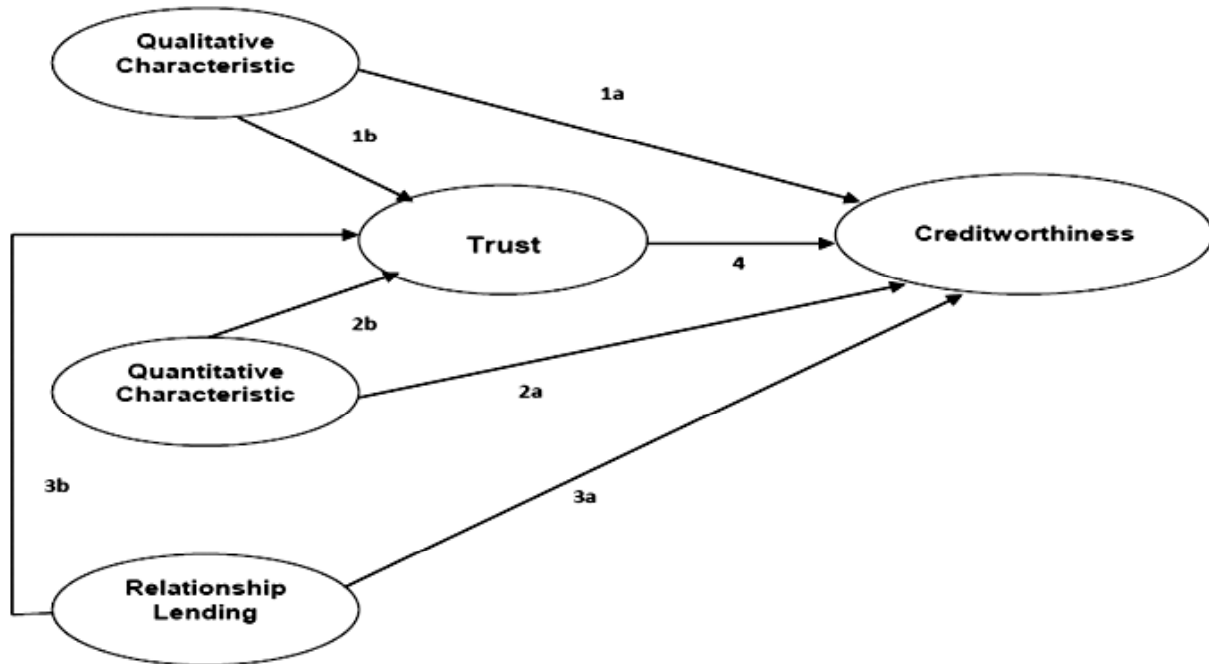 Qualitative
Characteristic
1a
1b
Trust
Creditworthiness
4
2b
Quantitative
Characteristic
2a
3b
3a
Relationship
Lending